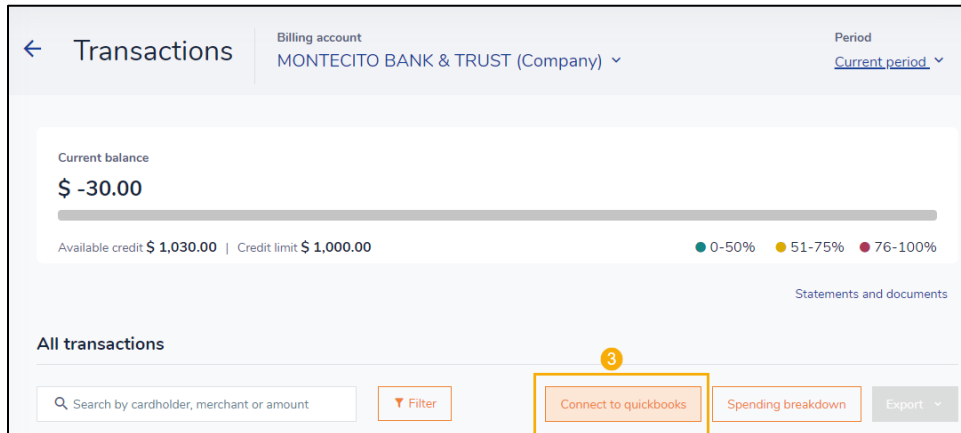 Transactions
Billing account
MONTECITO BANK & TRUST (Company)
Period
Current period
Current balance
$ -30.00
Available credit $ 1,030.00 | Credit limit $ 1,000.00
0-50% 51-75% 76-100%
Statements and documents
All transactions
3
Search by cardholder, merchant or amount
Filter
Connect to quickbooks
Spending breakdown
Export